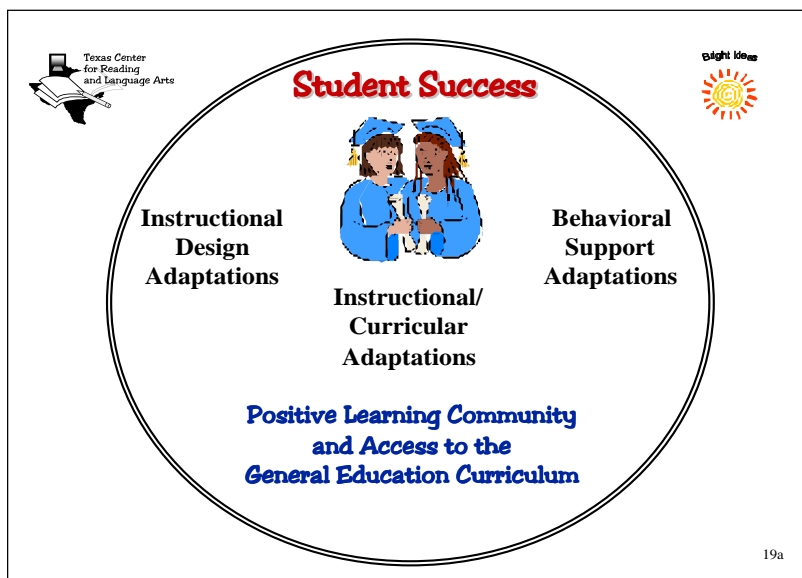 Texas Center
for Reading
and Language Arts
Bright Ideas
Student Success
Instructional
Design
Adaptations
Behavioral
Support
Adaptations
Instructional/
Curricular
Adaptations
Positive Learning Community
and Access to the
General Education Curriculum
19a